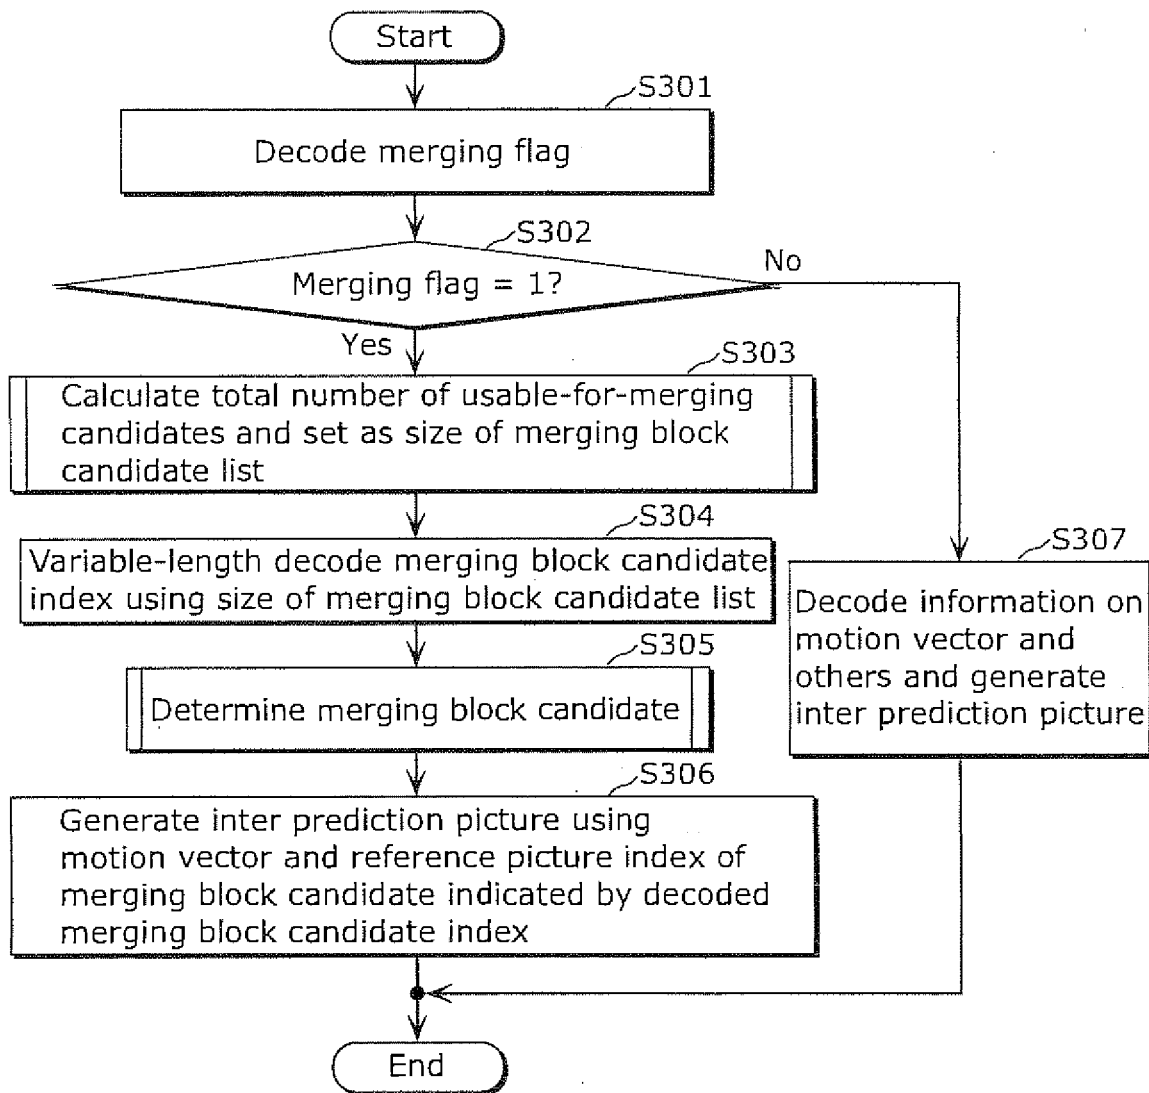 Start
S301
Decode merging flag
S302
Merging flag = 1?
No
Yes
S303
Calculate total number of usable-for-merging
candidates and set as size of merging block
candidate list
S304
Variable-length decode merging block candidate
index using size of merging block candidate list
S305
Determine merging block candidate
S306
Generate inter prediction picture using
motion vector and reference picture index of
merging block candidate indicated by decoded
merging block candidate index
S307
Decode information on
motion vector and
others and generate
inter prediction picture
End